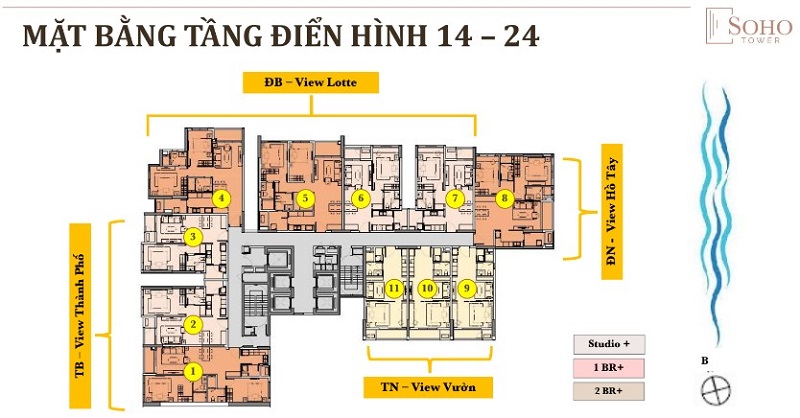 SOHO
TOWER
MẶT BẰNG TẦNG ĐIỂN HÌNH 14 – 24
ĐB – View Lotte
4
5
6
7
8
3
2
1
11
10
9
TB – View Thành Phố
ĐN - View Hồ Tây
TN – View Vườn
Studio +
1 BR+
2 BR+
B